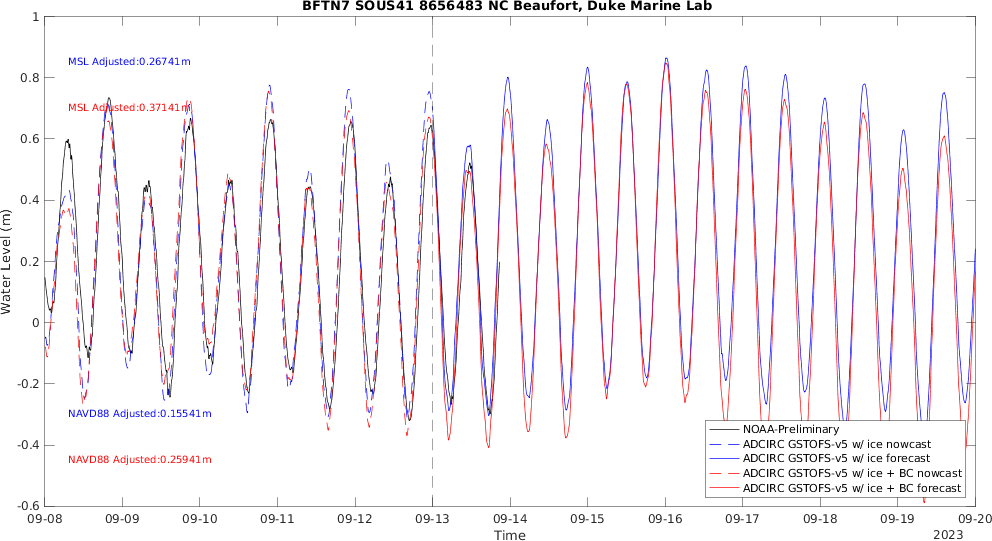 BFTN7 SOUS41 8656483 NC Beaufort, Duke Marine Lab
MSL Adjusted:0.26741m
MSL Adjusted:0.37141m
NAVD88 Adjusted:0.15541m
NAVD88 Adjusted:0.25941m
Water Level (m)
1
0.8
0.6
0.4
0.2
0
-0.2
-0.4
-0.6
NOAA-Preliminary
ADCIRC GSTOFS-v5 w/ ice nowcast
ADCIRC GSTOFS-v5 w/ ice forecast
ADCIRC GSTOFS-v5 w/ ice + BC nowcast
ADCIRC GSTOFS-v5 w/ ice + BC forecast
09-08 09-09 09-10 09-11 09-12 09-13 09-14 09-15 09-16 09-17 09-18 09-19 09-20
Time
2023